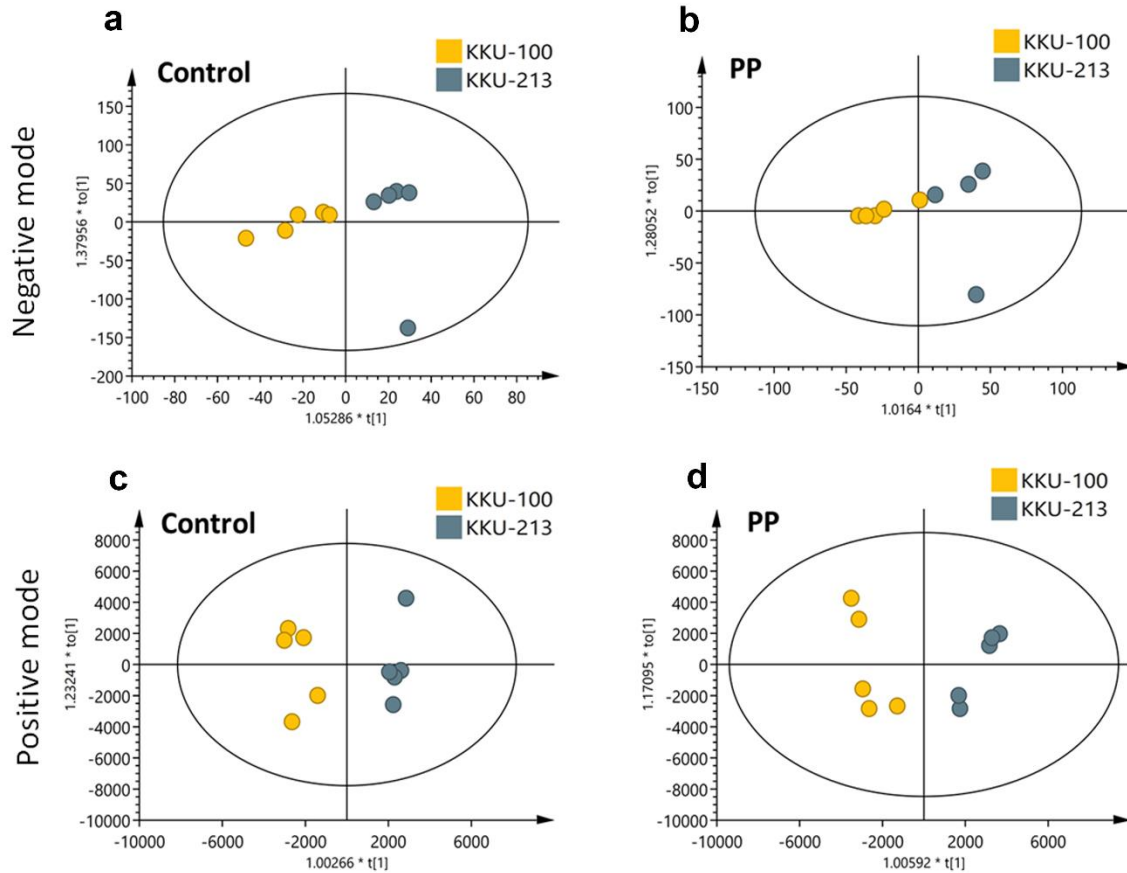 a
Control
KKU-100
KKU-213
Negative mode
150
100
50
0
-50
-100
-150
-200
1.37956 * to[1]
-100 -80 -60 -40 -20 0 20 40 60 80
1.05286 * t[1]
b
PP
KKU-100
KKU-213
100
50
0
-50
-100
-150
1.28052 * to[1]
-150 -100 -50 0 50 100
1.0164 * t[1]
c
Control
KKU-100
KKU-213
Positive mode
8000
6000
4000
2000
0
-2000
-4000
-6000
-8000
-10000
1.23241 * to[1]
-10000 -6000 -2000 0 2000 6000
1.00266 * t[1]
d
PP
KKU-100
KKU-213
8000
6000
4000
2000
0
-2000
-4000
-6000
-8000
-10000
1.17095 * to[1]
-10000 -6000 -2000 0 2000 6000
1.00592 * t[1]